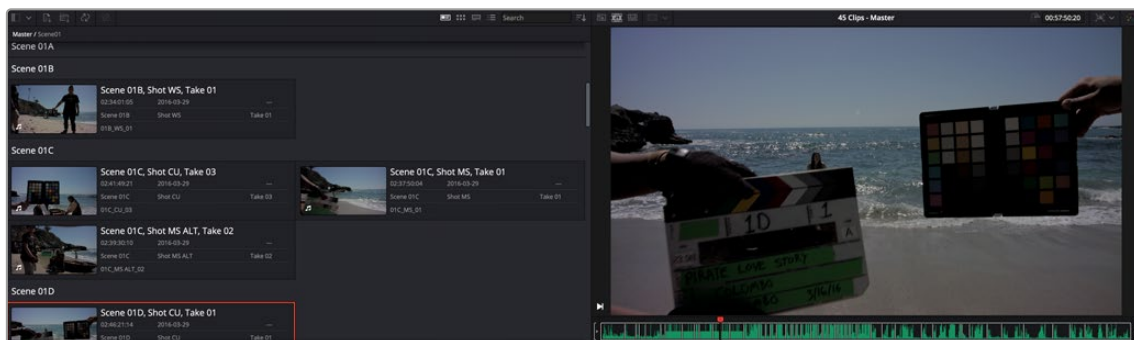 Search
45 Clips - Master
00:57:50:20
Master / Scene01
Scene 01A
Scene 01B
Scene 01B, Shot WS, Take 01
02:34:01:05 2016-03-29 --
Scene 01B Shot WS Take 01
01B_WS_01
Scene 01C
Scene 01C, Shot CU, Take 03
02:41:49:21 2016-03-29 --
Scene 01C Shot CU Take 03
01C_CU_03
Scene 01C, Shot MS, Take 01
02:37:50:04 2016-03-29 --
Scene 01C Shot MS Take 01
01C_MS_01
Scene 01C, Shot MS ALT, Take 02
02:39:30:10 2016-03-29 --
Scene 01C Shot MS ALT Take 02
01C_MS ALT_02
Scene 01D
Scene 01D, Shot CU, Take 01
02:46:21:14 2016-03-29 --
Scene 01D Shot CU Take 01
1D 1
A
PIRATE LOVE STORY
3/16/16